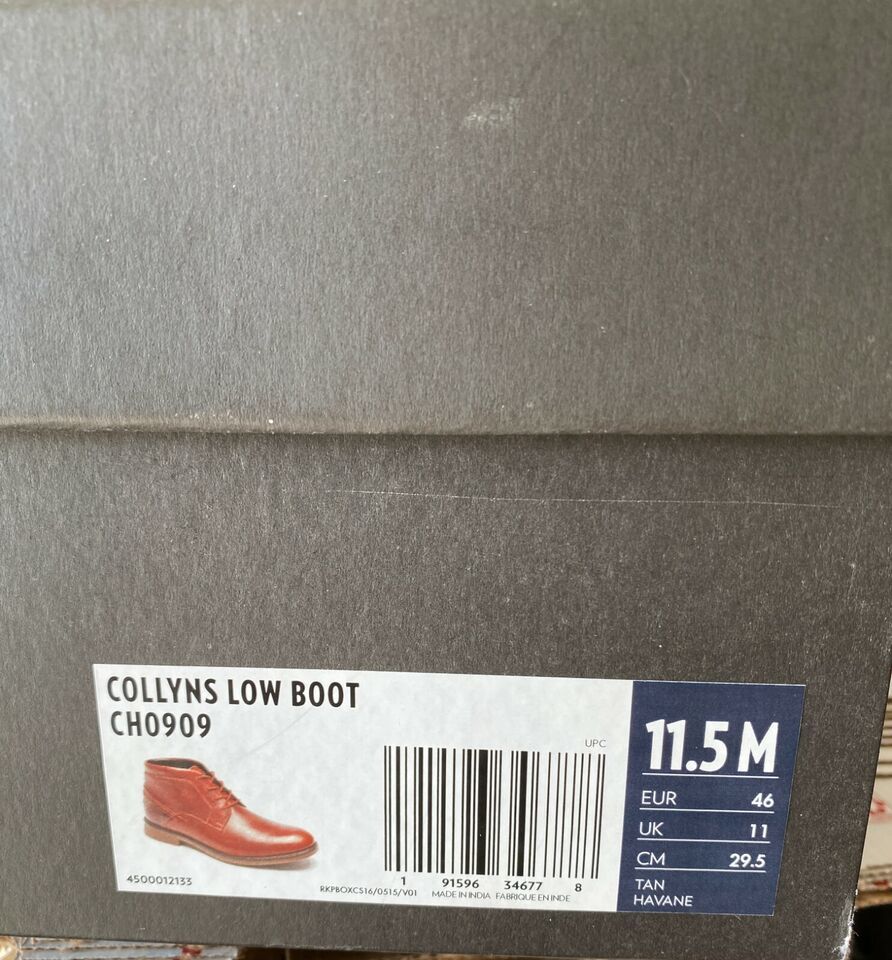 COLLYNS LOW BOOT
CH0909
UPC
1 91596 34677 8
4500012133
RKPBOXCS16/0515/V01 MADE IN INDIA FABRIQUE EN INDE
11.5 M
EUR 46
UK 11
CM 29.5
TAN
HAVANE